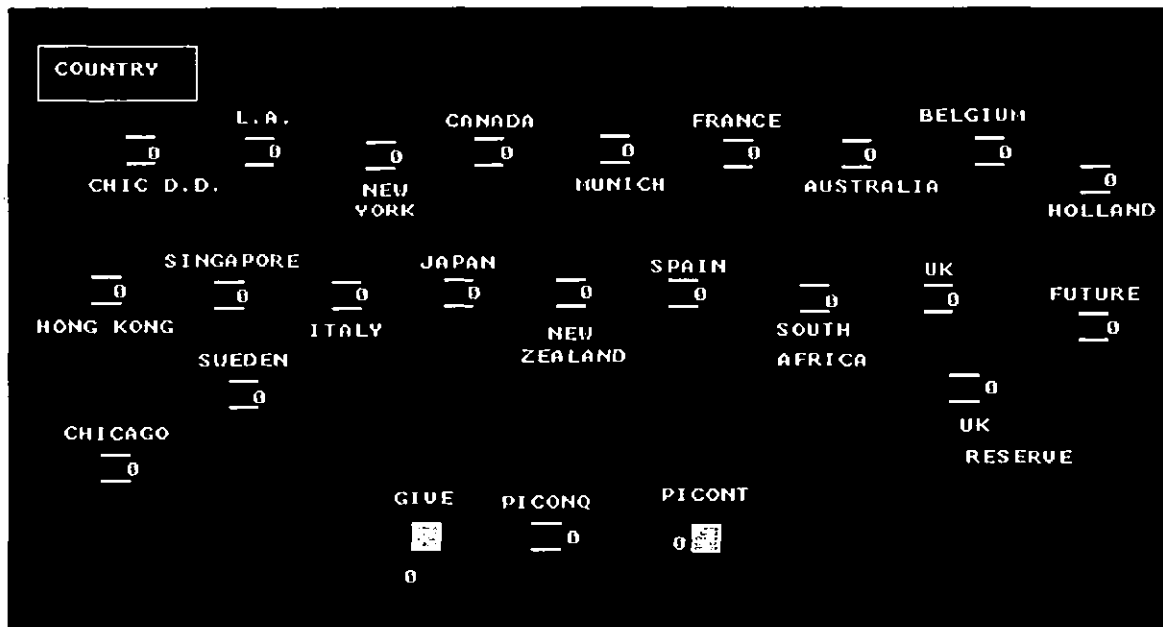 COUNTRY
L.A. CANADA FRANCE BELGIUM
0 0 0 0 0 0 0 0 0
CHIC D.D. NEW YORK MUNICH AUSTRALIA HOLLAND
SINGAPORE JAPAN SPAIN UK FUTURE
0 0 0 0 0 0 0 0 0
HONG KONG ITALY NEW ZEALAND SOUTH AFRICA
SWEDEN
0 0
CHICAGO UK RESERVE
0
GIVE PICONQ PICONT
0 0
0